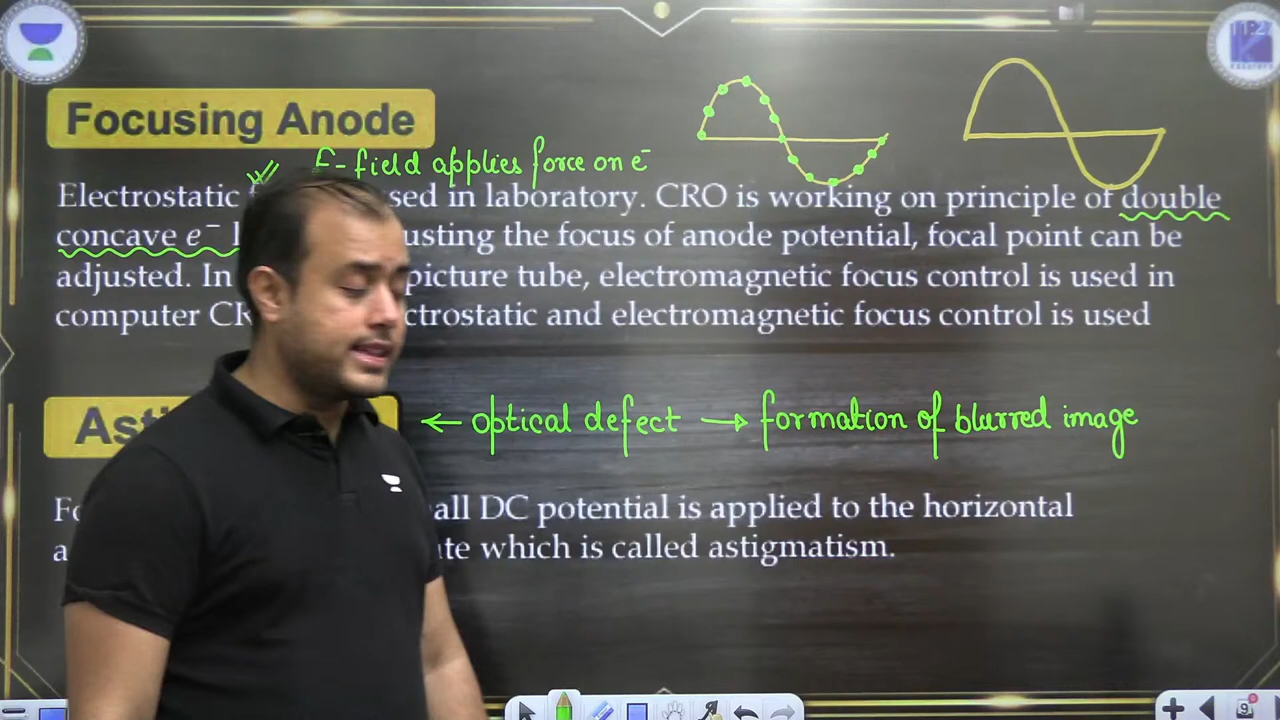 Focusing Anode
E-field applies force on e⁻
Electrostatic sed in laboratory. CRO is working on principle of double
concave e⁻ usting the focus of anode potential, focal point can be
adjusted. In picture tube, electromagnetic focus control is used in
computer CR ctrostatic and electromagnetic focus control is used
Ast ← optical defect → formation of blurred image
all DC potential is applied to the horizontal
a te which is called astigmatism.